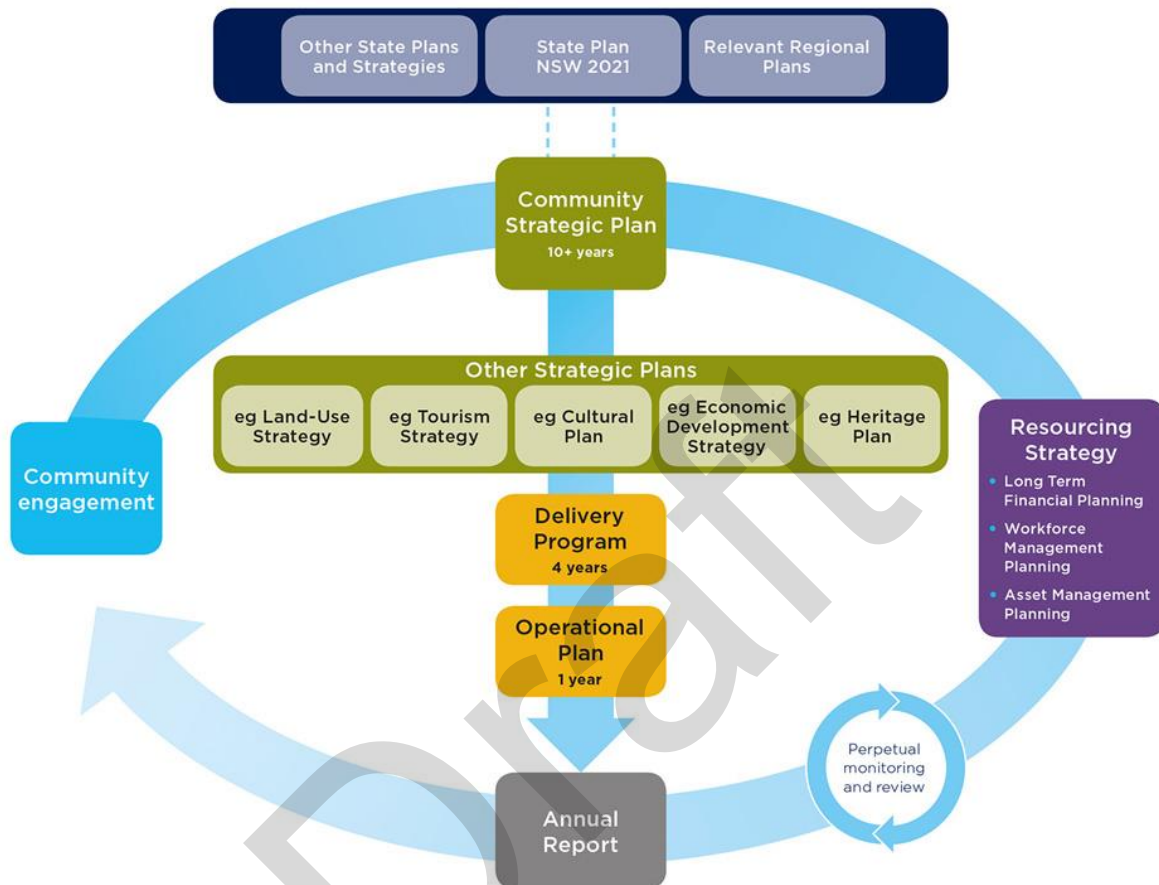 Other State Plans
and Strategies
State Plan
NSW 2021
Relevant Regional
Plans
Community
Strategic Plan
10+ years
Other Strategic Plans
eg Land-Use
Strategy
eg Tourism
Strategy
eg Cultural
Plan
eg Economic
Development
Strategy
eg Heritage
Plan
Community
engagement
Resourcing
Strategy
• Long Term
Financial Planning
• Workforce
Management
Planning
• Asset Management
Planning
Delivery
Program
4 years
Operational
Plan
1 year
Perpetual
monitoring
and review
Annual
Report
Draft